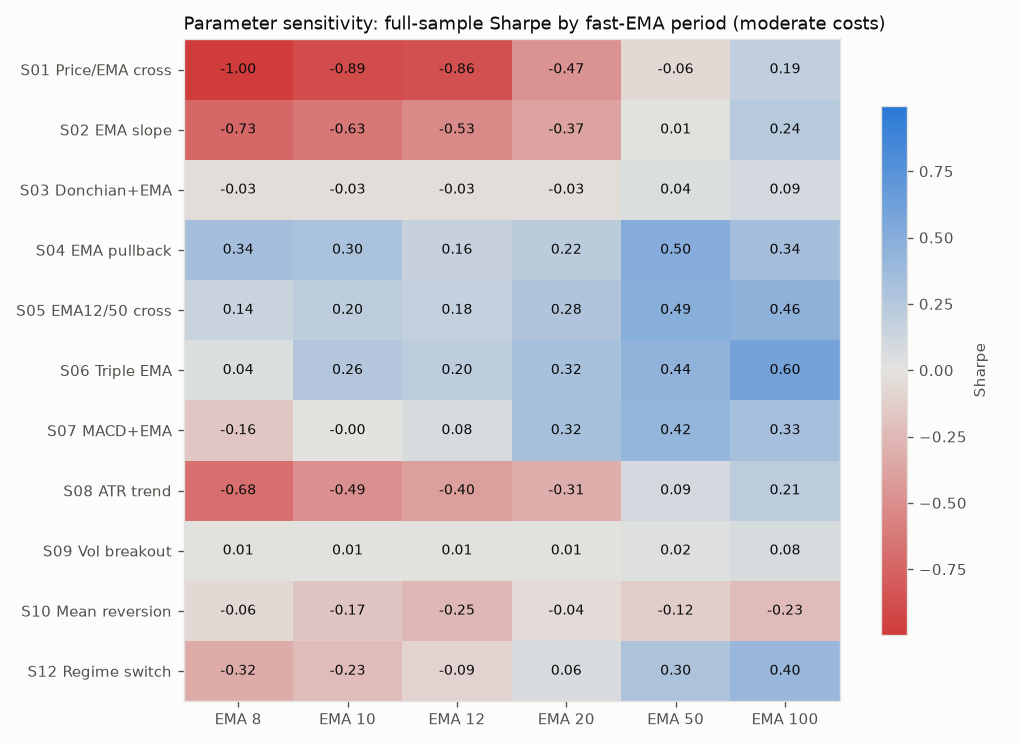 Parameter sensitivity: full-sample Sharpe by fast-EMA period (moderate costs)
S01 Price/EMA cross -1.00 -0.89 -0.86 -0.47 -0.06 0.19
S02 EMA slope -0.73 -0.63 -0.53 -0.37 0.01 0.24
S03 Donchian+EMA -0.03 -0.03 -0.03 -0.03 0.04 0.09
S04 EMA pullback 0.34 0.30 0.16 0.22 0.50 0.34
S05 EMA12/50 cross 0.14 0.20 0.18 0.28 0.49 0.46
S06 Triple EMA 0.04 0.26 0.20 0.32 0.44 0.60
S07 MACD+EMA -0.16 -0.00 0.08 0.32 0.42 0.33
S08 ATR trend -0.68 -0.49 -0.40 -0.31 0.09 0.21
S09 Vol breakout 0.01 0.01 0.01 0.01 0.02 0.08
S10 Mean reversion -0.06 -0.17 -0.25 -0.04 -0.12 -0.23
S12 Regime switch -0.32 -0.23 -0.09 0.06 0.30 0.40
EMA 8 EMA 10 EMA 12 EMA 20 EMA 50 EMA 100
0.75
0.50
0.25
0.00
−0.25
−0.50
−0.75
Sharpe